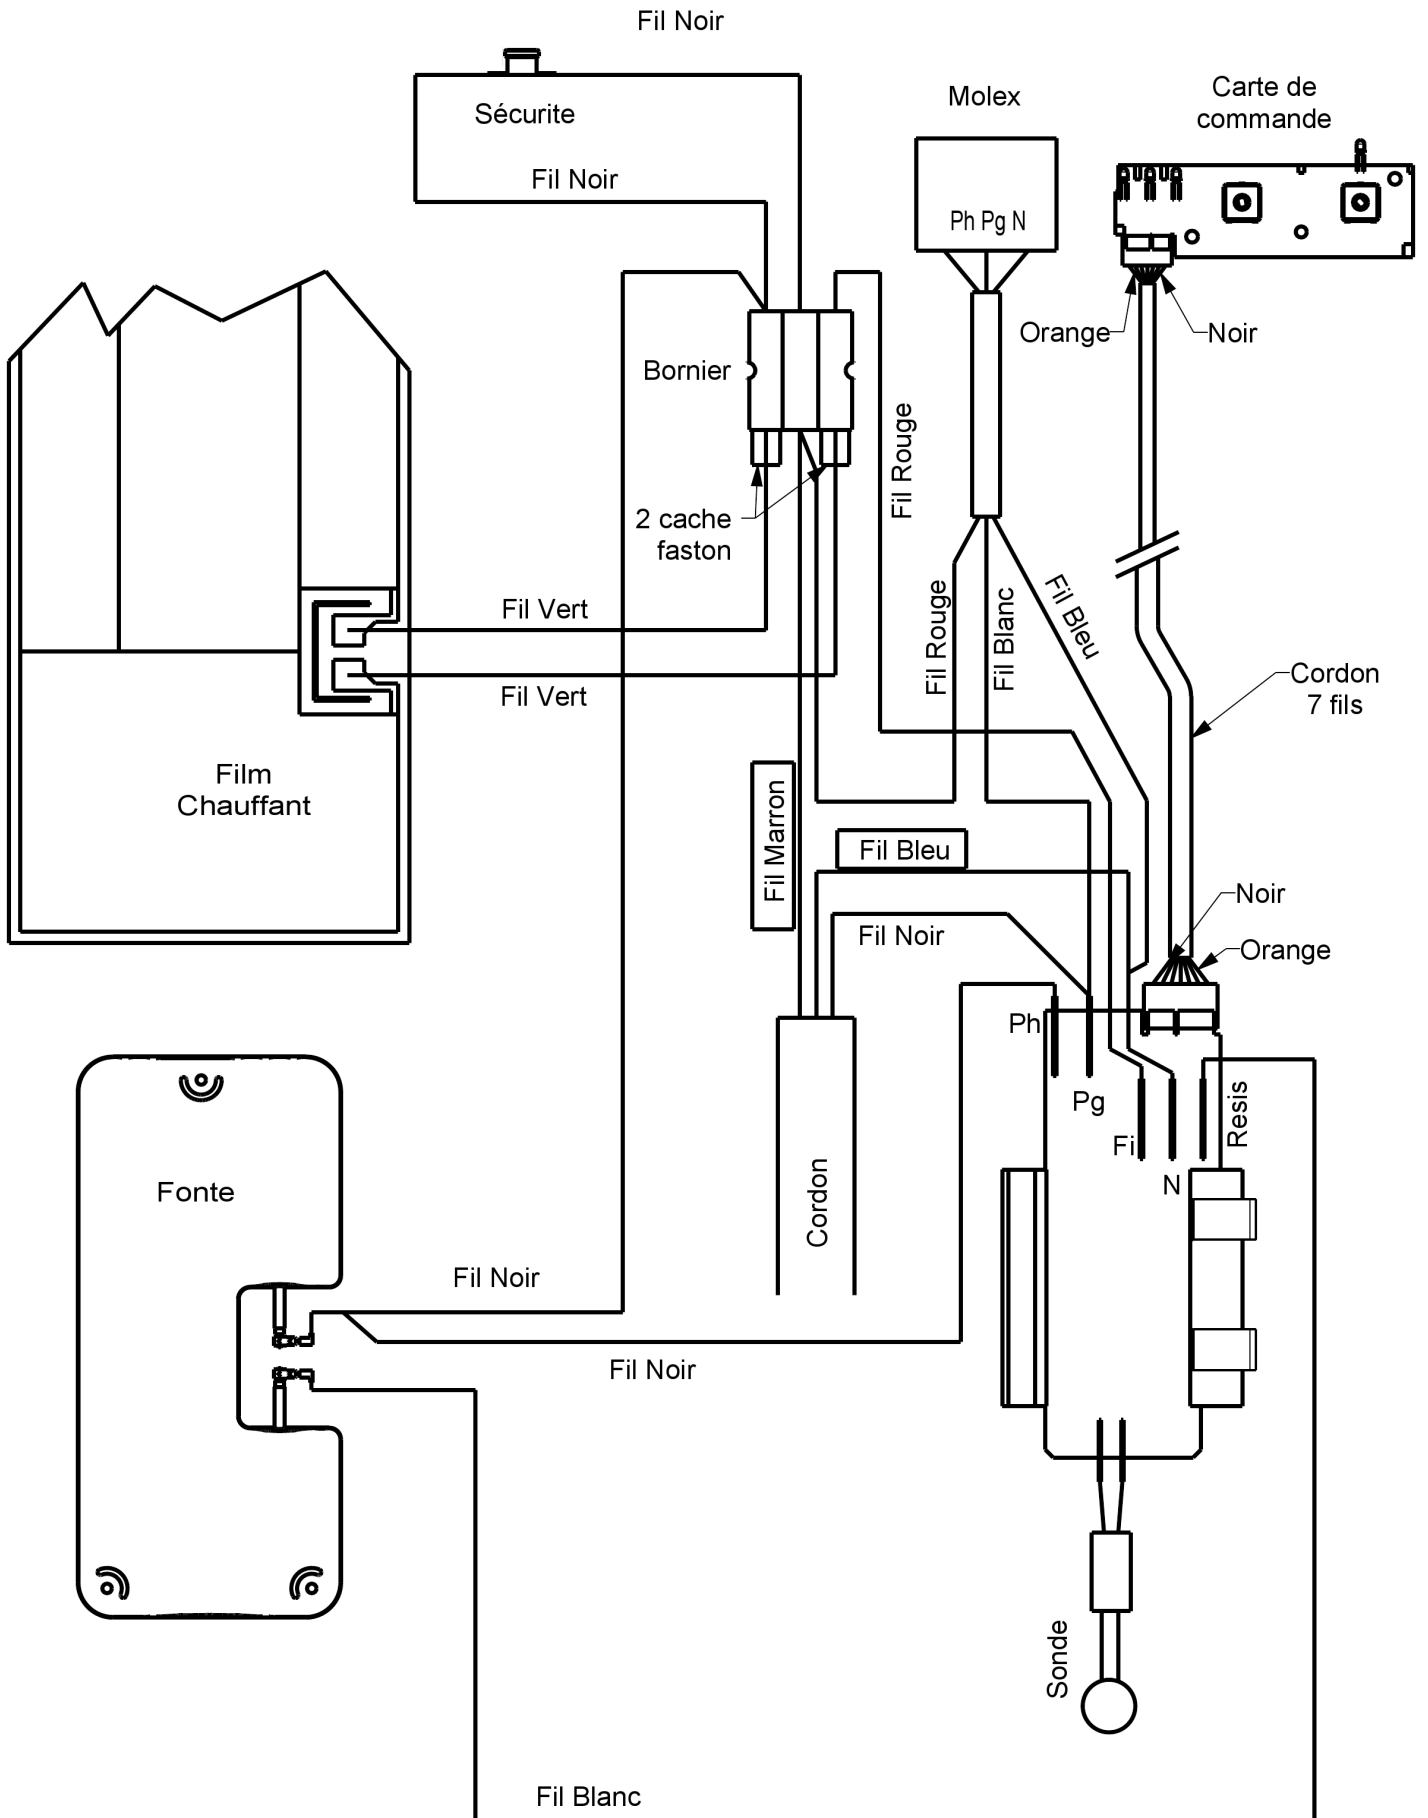 Fil Noir
Sécurite
Fil Noir
Molex
Ph Pg N
Carte de
commande
Orange
Noir
Bornier
2 cache
faston
Fil Rouge
Fil Rouge
Fil Blanc
Fil Bleu
Fil Vert
Fil Vert
Cordon
7 fils
Film
Chauffant
Fil Marron
Fil Bleu
Fil Noir
Noir
Orange
Ph
Pg
Fi
N
Resis
Cordon
Fonte
Fil Noir
Fil Noir
Sonde
Fil Blanc